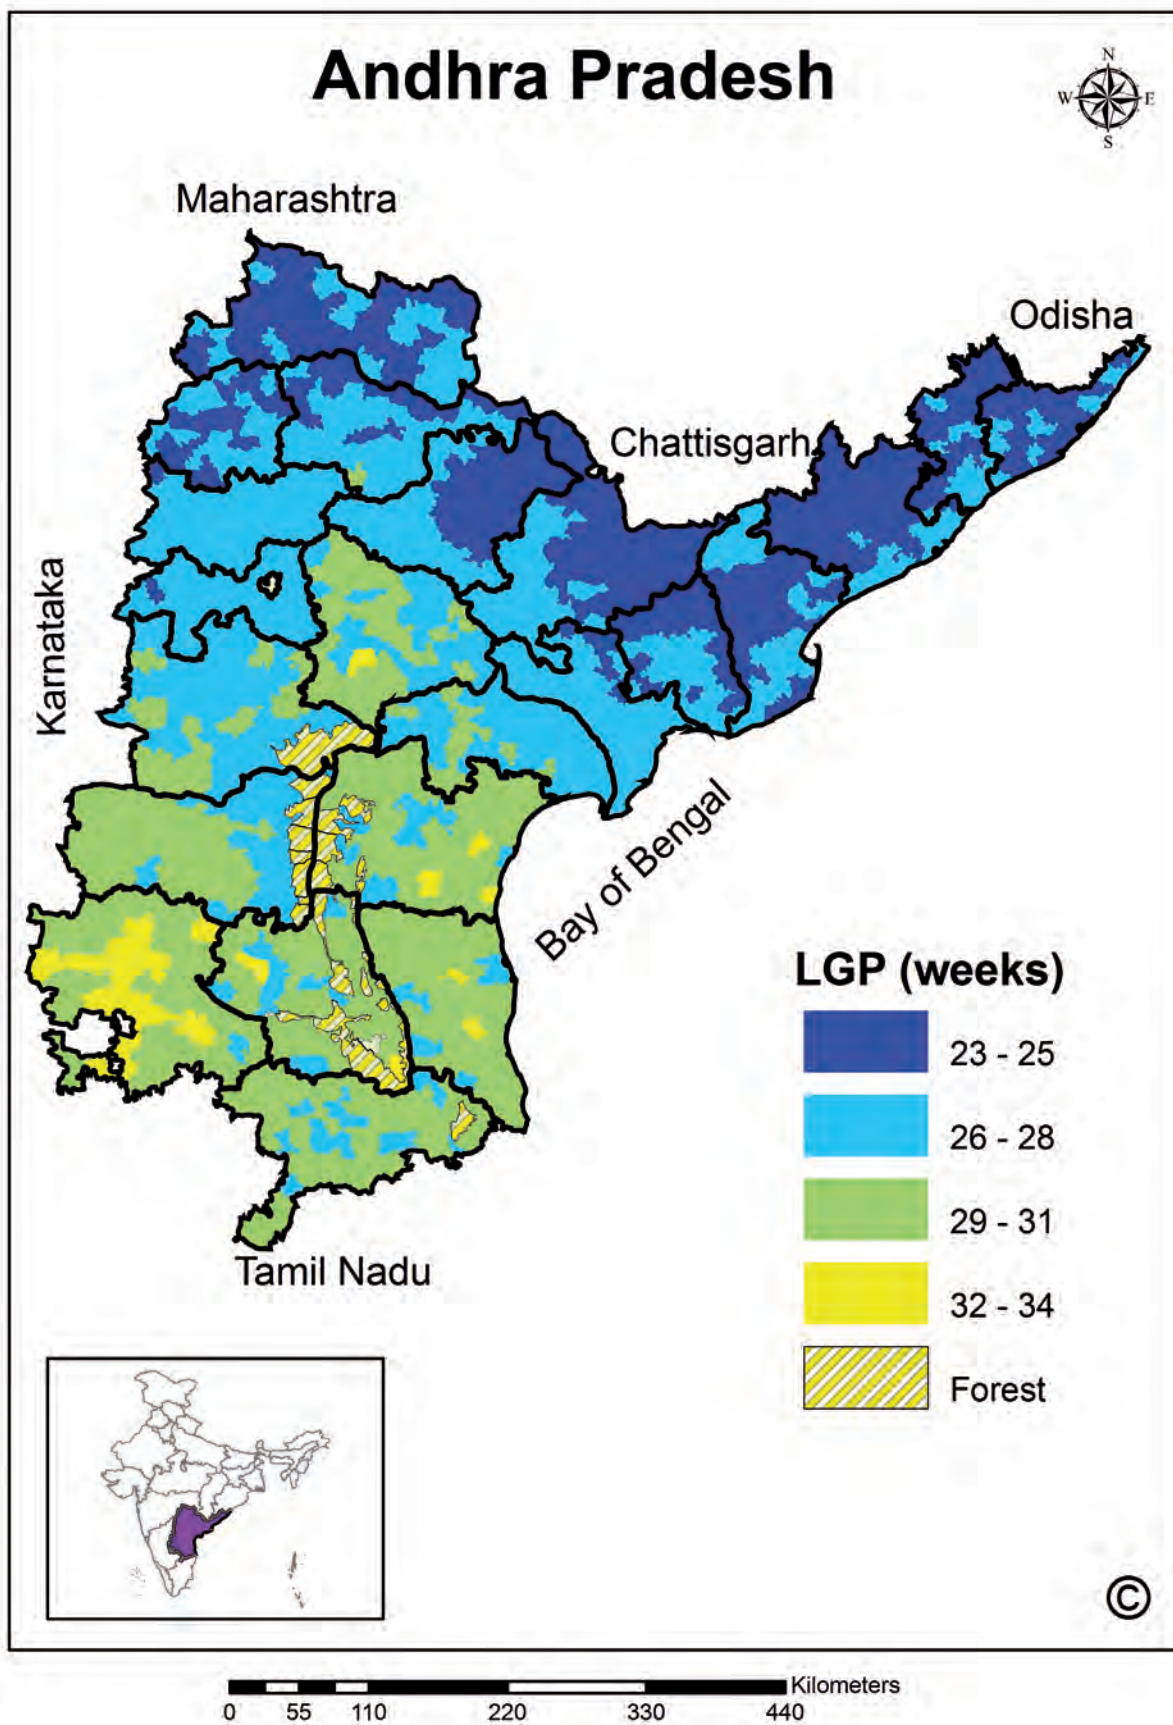 Andhra Pradesh
N
W E
S
Maharashtra
Odisha
Chattisgarh
Karnataka
Bay of Bengal
LGP (weeks)
23 - 25
26 - 28
29 - 31
32 - 34
Forest
Tamil Nadu
©
Kilometers
0 55 110 220 330 440